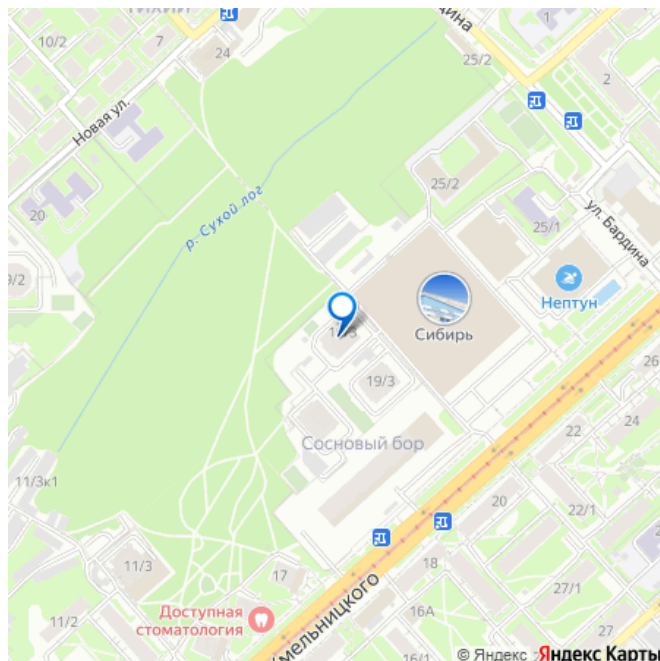 10/2
7
24
Новая ул.
25/2
1
2
25/2
р. Сухой лог
20
25/1
ул. Бардина
Нептун
Сибирь
19/3
Сосновый бор
26
24
22
20
22/1
11/3к1
18
11/3
17
27/1
16А
11/2
Доступная
стоматология
27
16/1
© Яндекс
Яндекс Карты